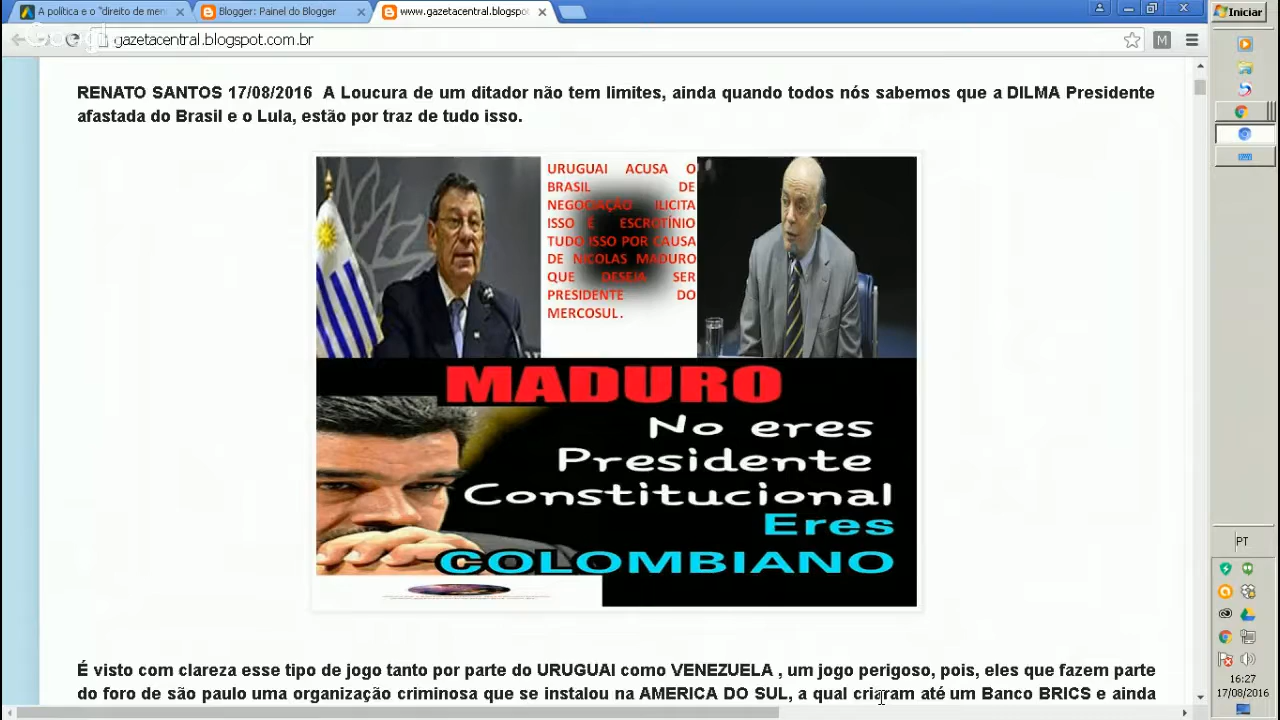 A política e o "direito de men
Blogger: Painel do Blogger
www.gazetacentral.blogspot
Iniciar
gazetacentral.blogspot.com.br
M
RENATO SANTOS 17/08/2016 A Loucura de um ditador não tem limites, ainda quando todos nós sabemos que a DILMA Presidente
afastada do Brasil e o Lula, estão por traz de tudo isso.
URUGUAI ACUSA O
BRASIL DE
NEGOCIAÇÃO ILICITA
ISSO É ESCROTÍNIO
TUDO ISSO POR CAUSA
DE NICOLAS MADURO
QUE DESEJA SER
PRESIDENTE DO
MERCOSUL.
MADURO
No eres
Presidente
Constitucional
Eres
COLOMBIANO
É visto com clareza esse tipo de jogo tanto por parte do URUGUAI como VENEZUELA , um jogo perigoso, pois, eles que fazem parte
do foro de são paulo uma organização criminosa que se instalou na AMERICA DO SUL, a qual criaram até um Banco BRICS e ainda
PT
16:27
17/08/2016